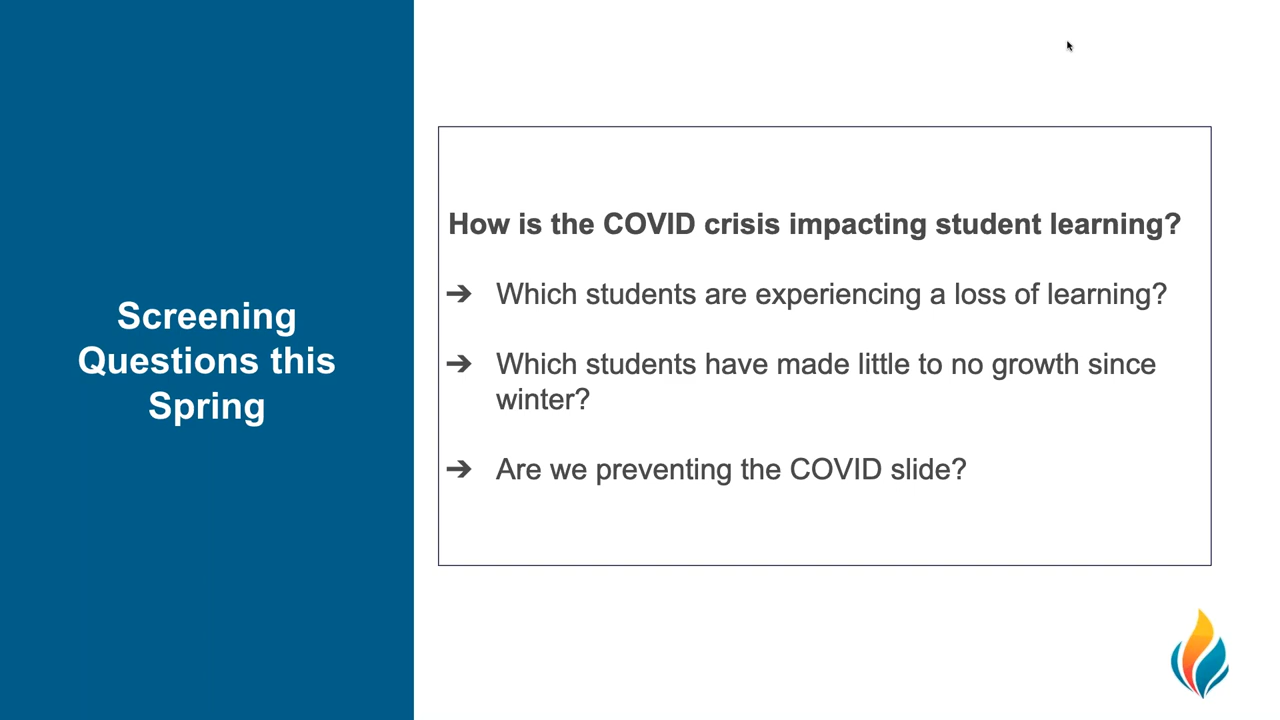 Screening
Questions this
Spring
How is the COVID crisis impacting student learning?
➔ Which students are experiencing a loss of learning?
➔ Which students have made little to no growth since
winter?
➔ Are we preventing the COVID slide?